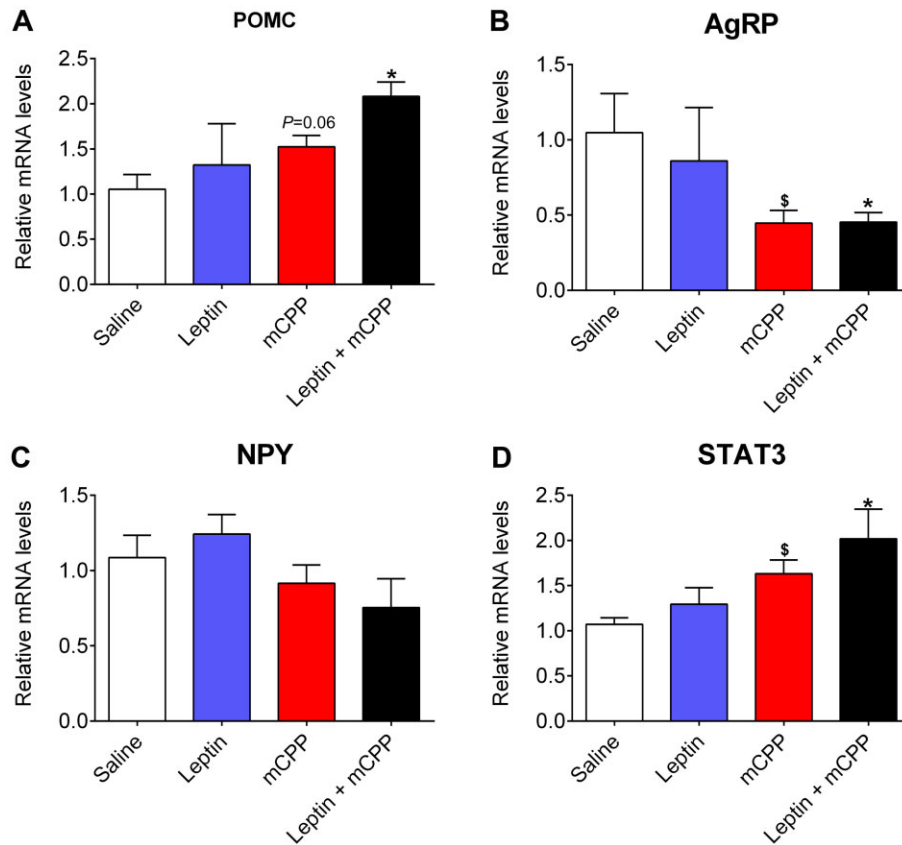 A
POMC
Relative mRNA levels
2.5
2.0
1.5
1.0
0.5
0.0
P=0.06
*
Saline
Leptin
mCPP
Leptin + mCPP
B
AgRP
Relative mRNA levels
1.5
1.0
0.5
0.0
$
*
Saline
Leptin
mCPP
Leptin + mCPP
C
NPY
Relative mRNA levels
1.5
1.0
0.5
0.0
Saline
Leptin
mCPP
Leptin + mCPP
D
STAT3
Relative mRNA levels
2.5
2.0
1.5
1.0
0.5
0.0
$
*
Saline
Leptin
mCPP
Leptin + mCPP